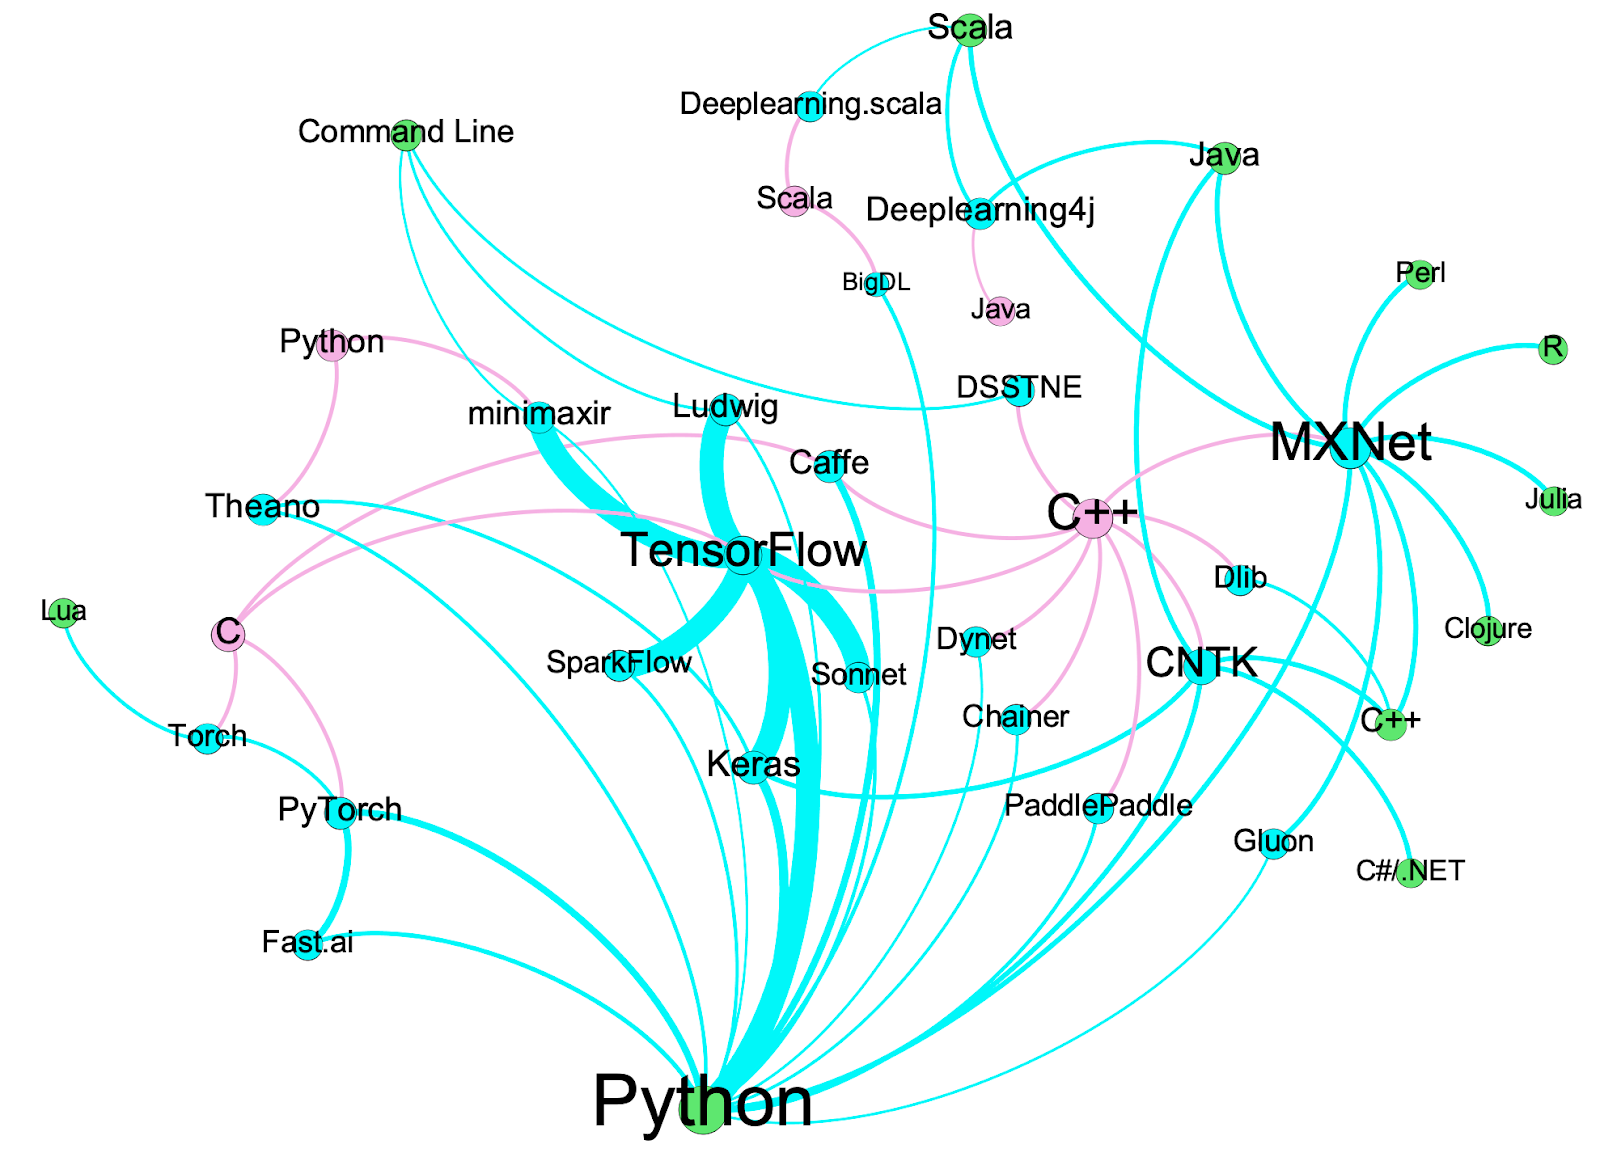 Scala
Deeplearning.scala
Command Line
Java
Scala
Deeplearning4j
BigDL
Perl
Java
Python
R
DSSTNE
minimaxir
Ludwig
MXNet
Caffe
Theano
Julia
C++
TensorFlow
Dlib
Lua
C
Clojure
Dynet
SparkFlow
Sonnet
CNTK
Chainer
C++
Torch
Keras
PyTorch
PaddlePaddle
Gluon
C#/.NET
Fast.ai
Python